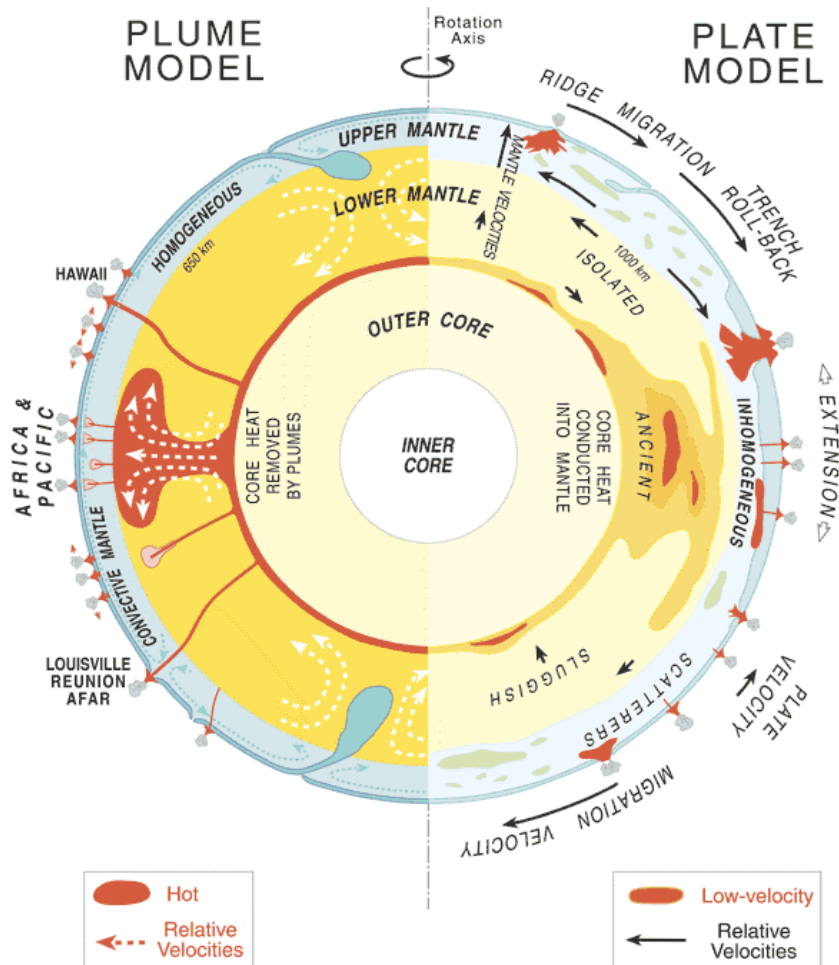 PLUME
MODEL
Rotation
Axis
PLATE
MODEL
RIDGE MIGRATION
TRENCH
ROLL-BACK
UPPER MANTLE
MANTLE VELOCITIES
LOWER MANTLE
HOMOGENEOUS
650 km
1000 km
ISOLATED
HAWAII
OUTER CORE
AFRICA &
PACIFIC
CORE HEAT
REMOVED
BY PLUMES
INNER
CORE
CORE HEAT
CONDUCTED
INTO MANTLE
ANCIENT
INHOMOGENEOUS
EXTENSION
CONVECTIVE MANTLE
LOUISVILLE
REUNION
AFAR
SLUGGISH
SCATTERERS
PLATE
VELOCITY
MIGRATION VELOCITY
Hot
Relative
Velocities
Low-velocity
Relative
Velocities